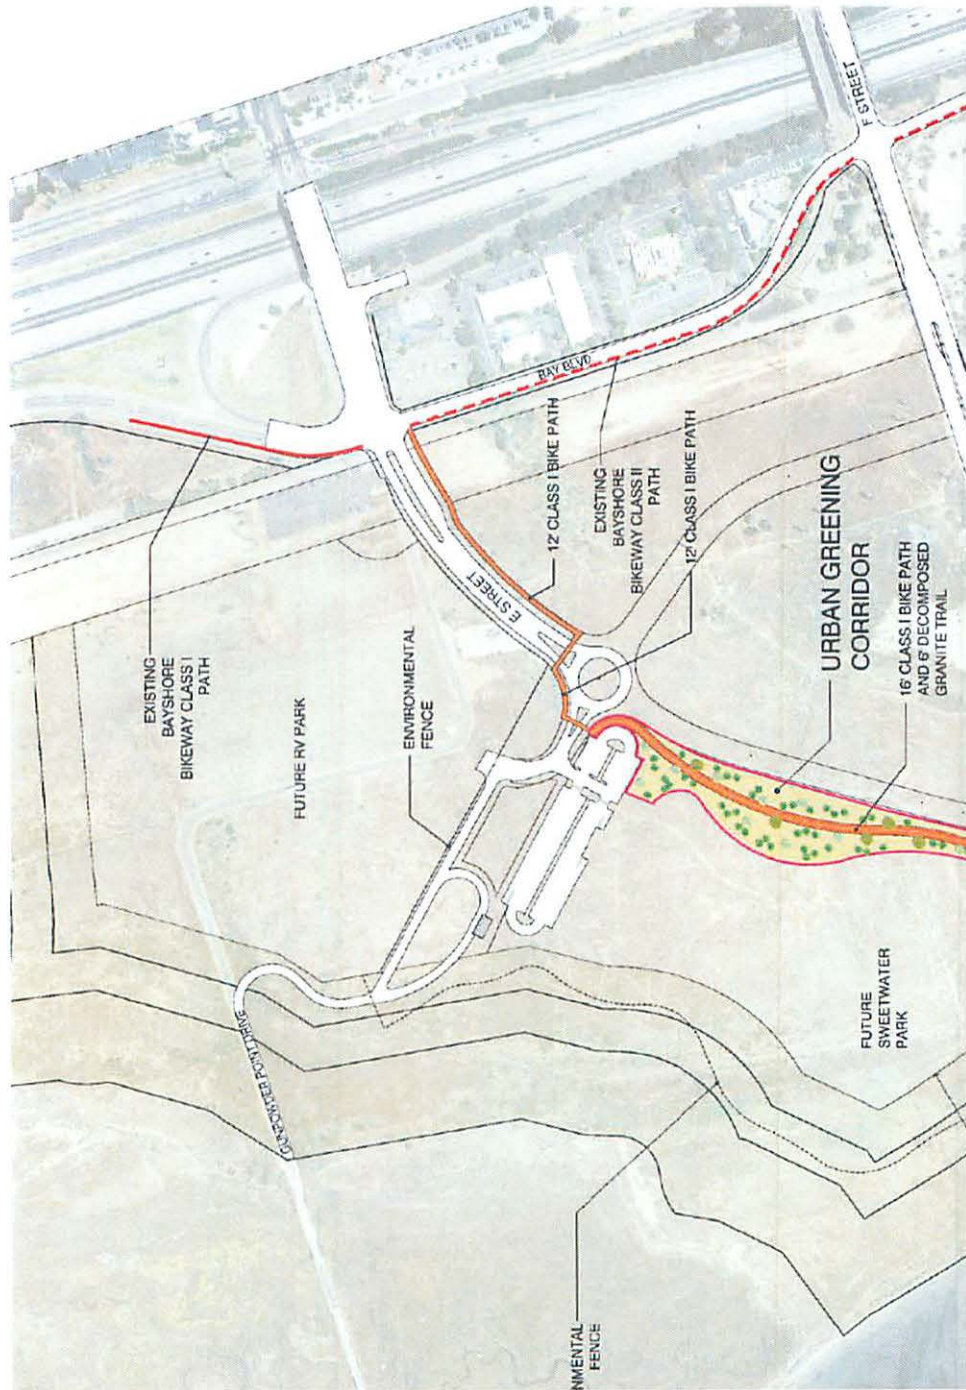 F STREET
BAY BLVD
12' CLASS I BIKE PATH
EXISTING
BAYSHORE
BIKEWAY CLASS II
PATH
12' CLASS I BIKE PATH
E STREET
EXISTING
BAYSHORE
BIKEWAY CLASS I
PATH
FUTURE RV PARK
ENVIRONMENTAL
FENCE
URBAN GREENING
CORRIDOR
16' CLASS I BIKE PATH
AND 6' DECOMPOSED
GRANITE TRAIL
GUNPOWDER POINT DRIVE
FUTURE
SWEETWATER
PARK
NMENTAL
FENCE